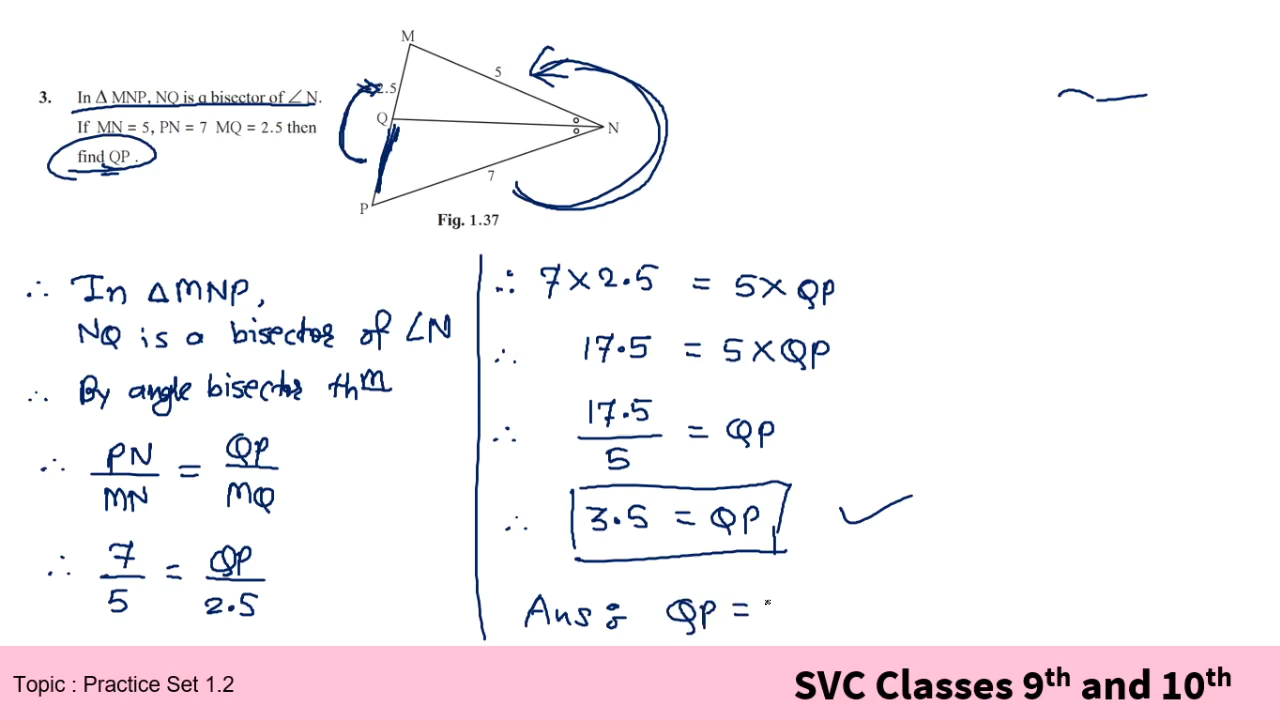 3. In Δ MNP, NQ is a bisector of ∠ N.
If MN = 5, PN = 7 MQ = 2.5 then
find QP .
M
5
2.5
Q
N
7
P
Fig. 1.37
∴ In ΔMNP,
NQ is a bisector of ∠N
∴ By angle bisector thm
∴ PN/MN = QP/MQ
∴ 7/5 = QP/2.5
∴ 7 × 2.5 = 5 × QP
∴ 17.5 = 5 × QP
∴ 17.5/5 = QP
∴ 3.5 = QP
Ans : QP =
Topic : Practice Set 1.2
SVC Classes 9th and 10th